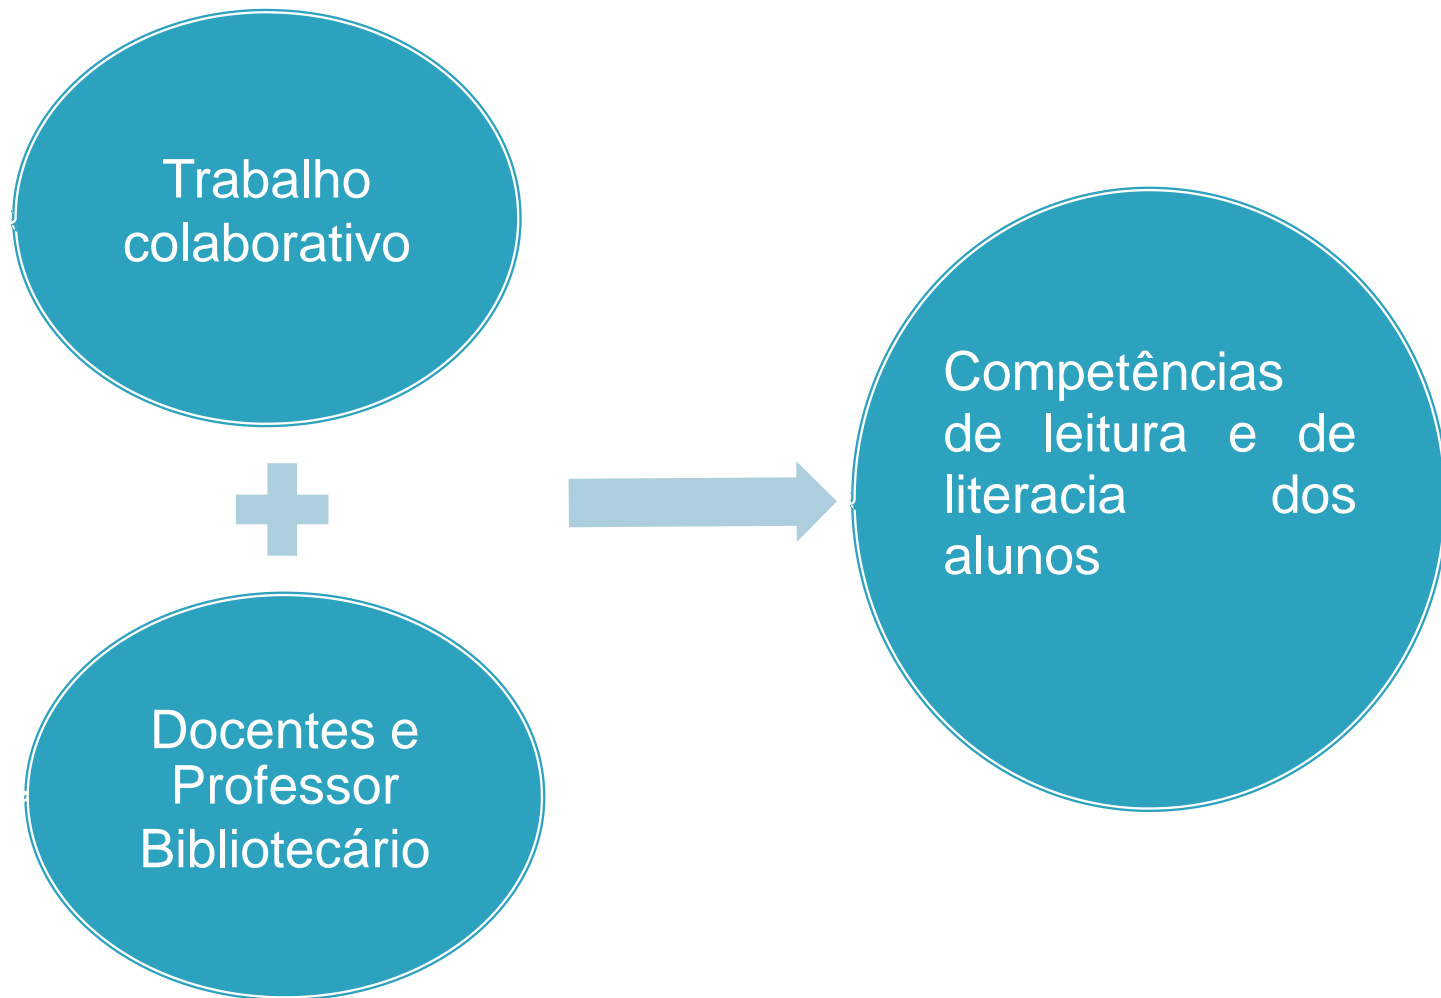 Trabalho
colaborativo
Docentes e
Professor
Bibliotecário
Competências
de leitura e de
literacia dos
alunos